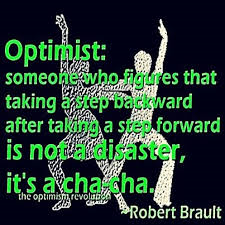 Optimist:
someone who figures that
taking a step backward
after taking a step forward
is not a disaster,
it's a cha-cha.
the optimism revolution
~Robert Brault